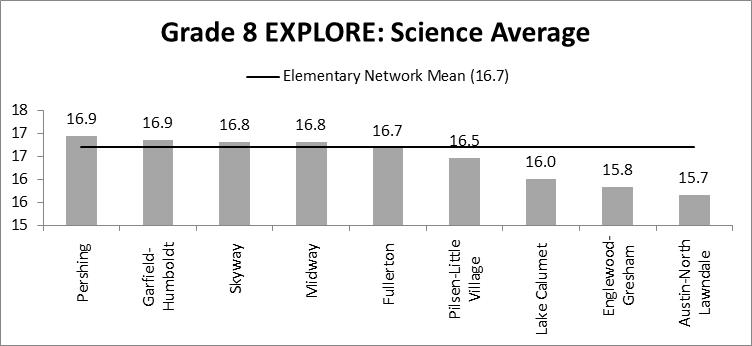 Grade 8 EXPLORE: Science Average
Elementary Network Mean (16.7)
18
17
17
16
16
15
16.9
16.9
16.8
16.8
16.7
16.5
16.0
15.8
15.7
Pershing
Garfield-
Humboldt
Skyway
Midway
Fullerton
Pilsen-Little
Village
Lake Calumet
Englewood-
Gresham
Austin-North
Lawndale